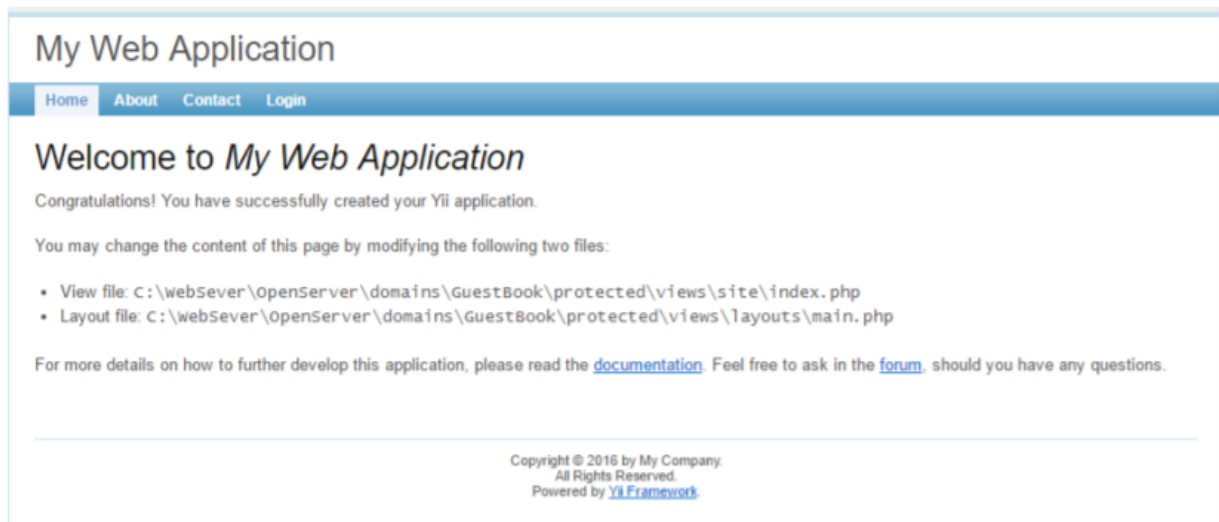 My Web Application
Home About Contact Login
Welcome to My Web Application
Congratulations! You have successfully created your Yii application.
You may change the content of this page by modifying the following two files:
• View file: C:\WebSever\OpenServer\domains\GuestBook\protected\views\site\index.php
• Layout file: C:\WebSever\OpenServer\domains\GuestBook\protected\views\layouts\main.php
For more details on how to further develop this application, please read the documentation. Feel free to ask in the forum, should you have any questions.
Copyright © 2016 by My Company.
All Rights Reserved.
Powered by Yii Framework.